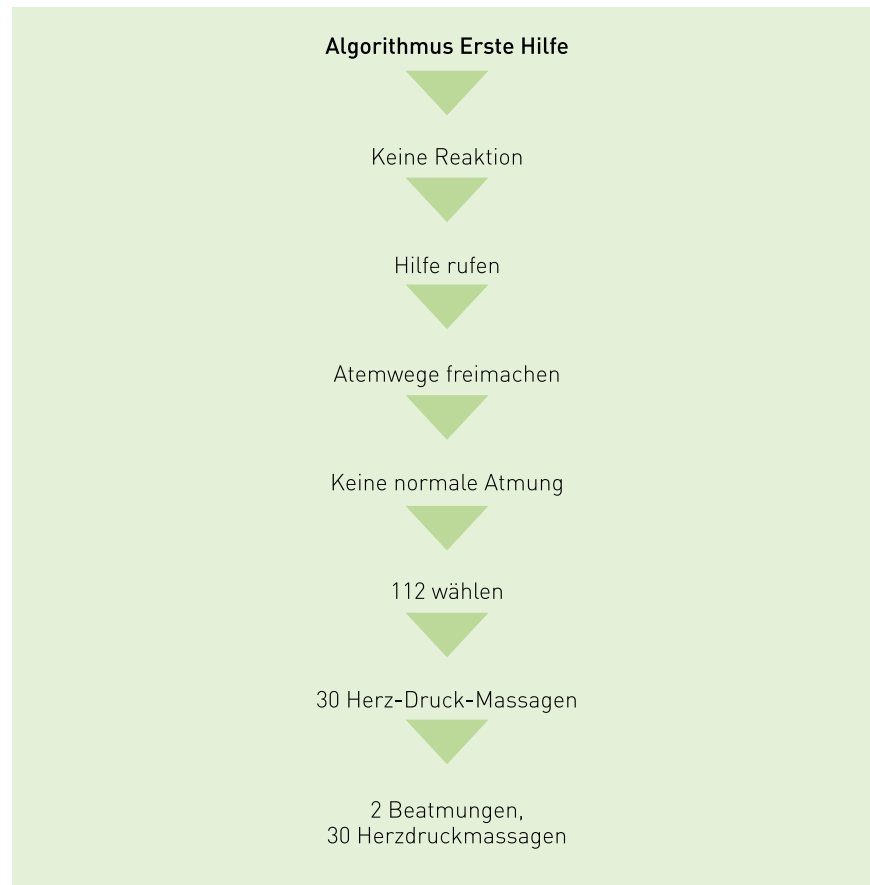 Algorithmus Erste Hilfe
Keine Reaktion
Hilfe rufen
Atemwege freimachen
Keine normale Atmung
112 wählen
30 Herz-Druck-Massagen
2 Beatmungen,
30 Herzdruckmassagen